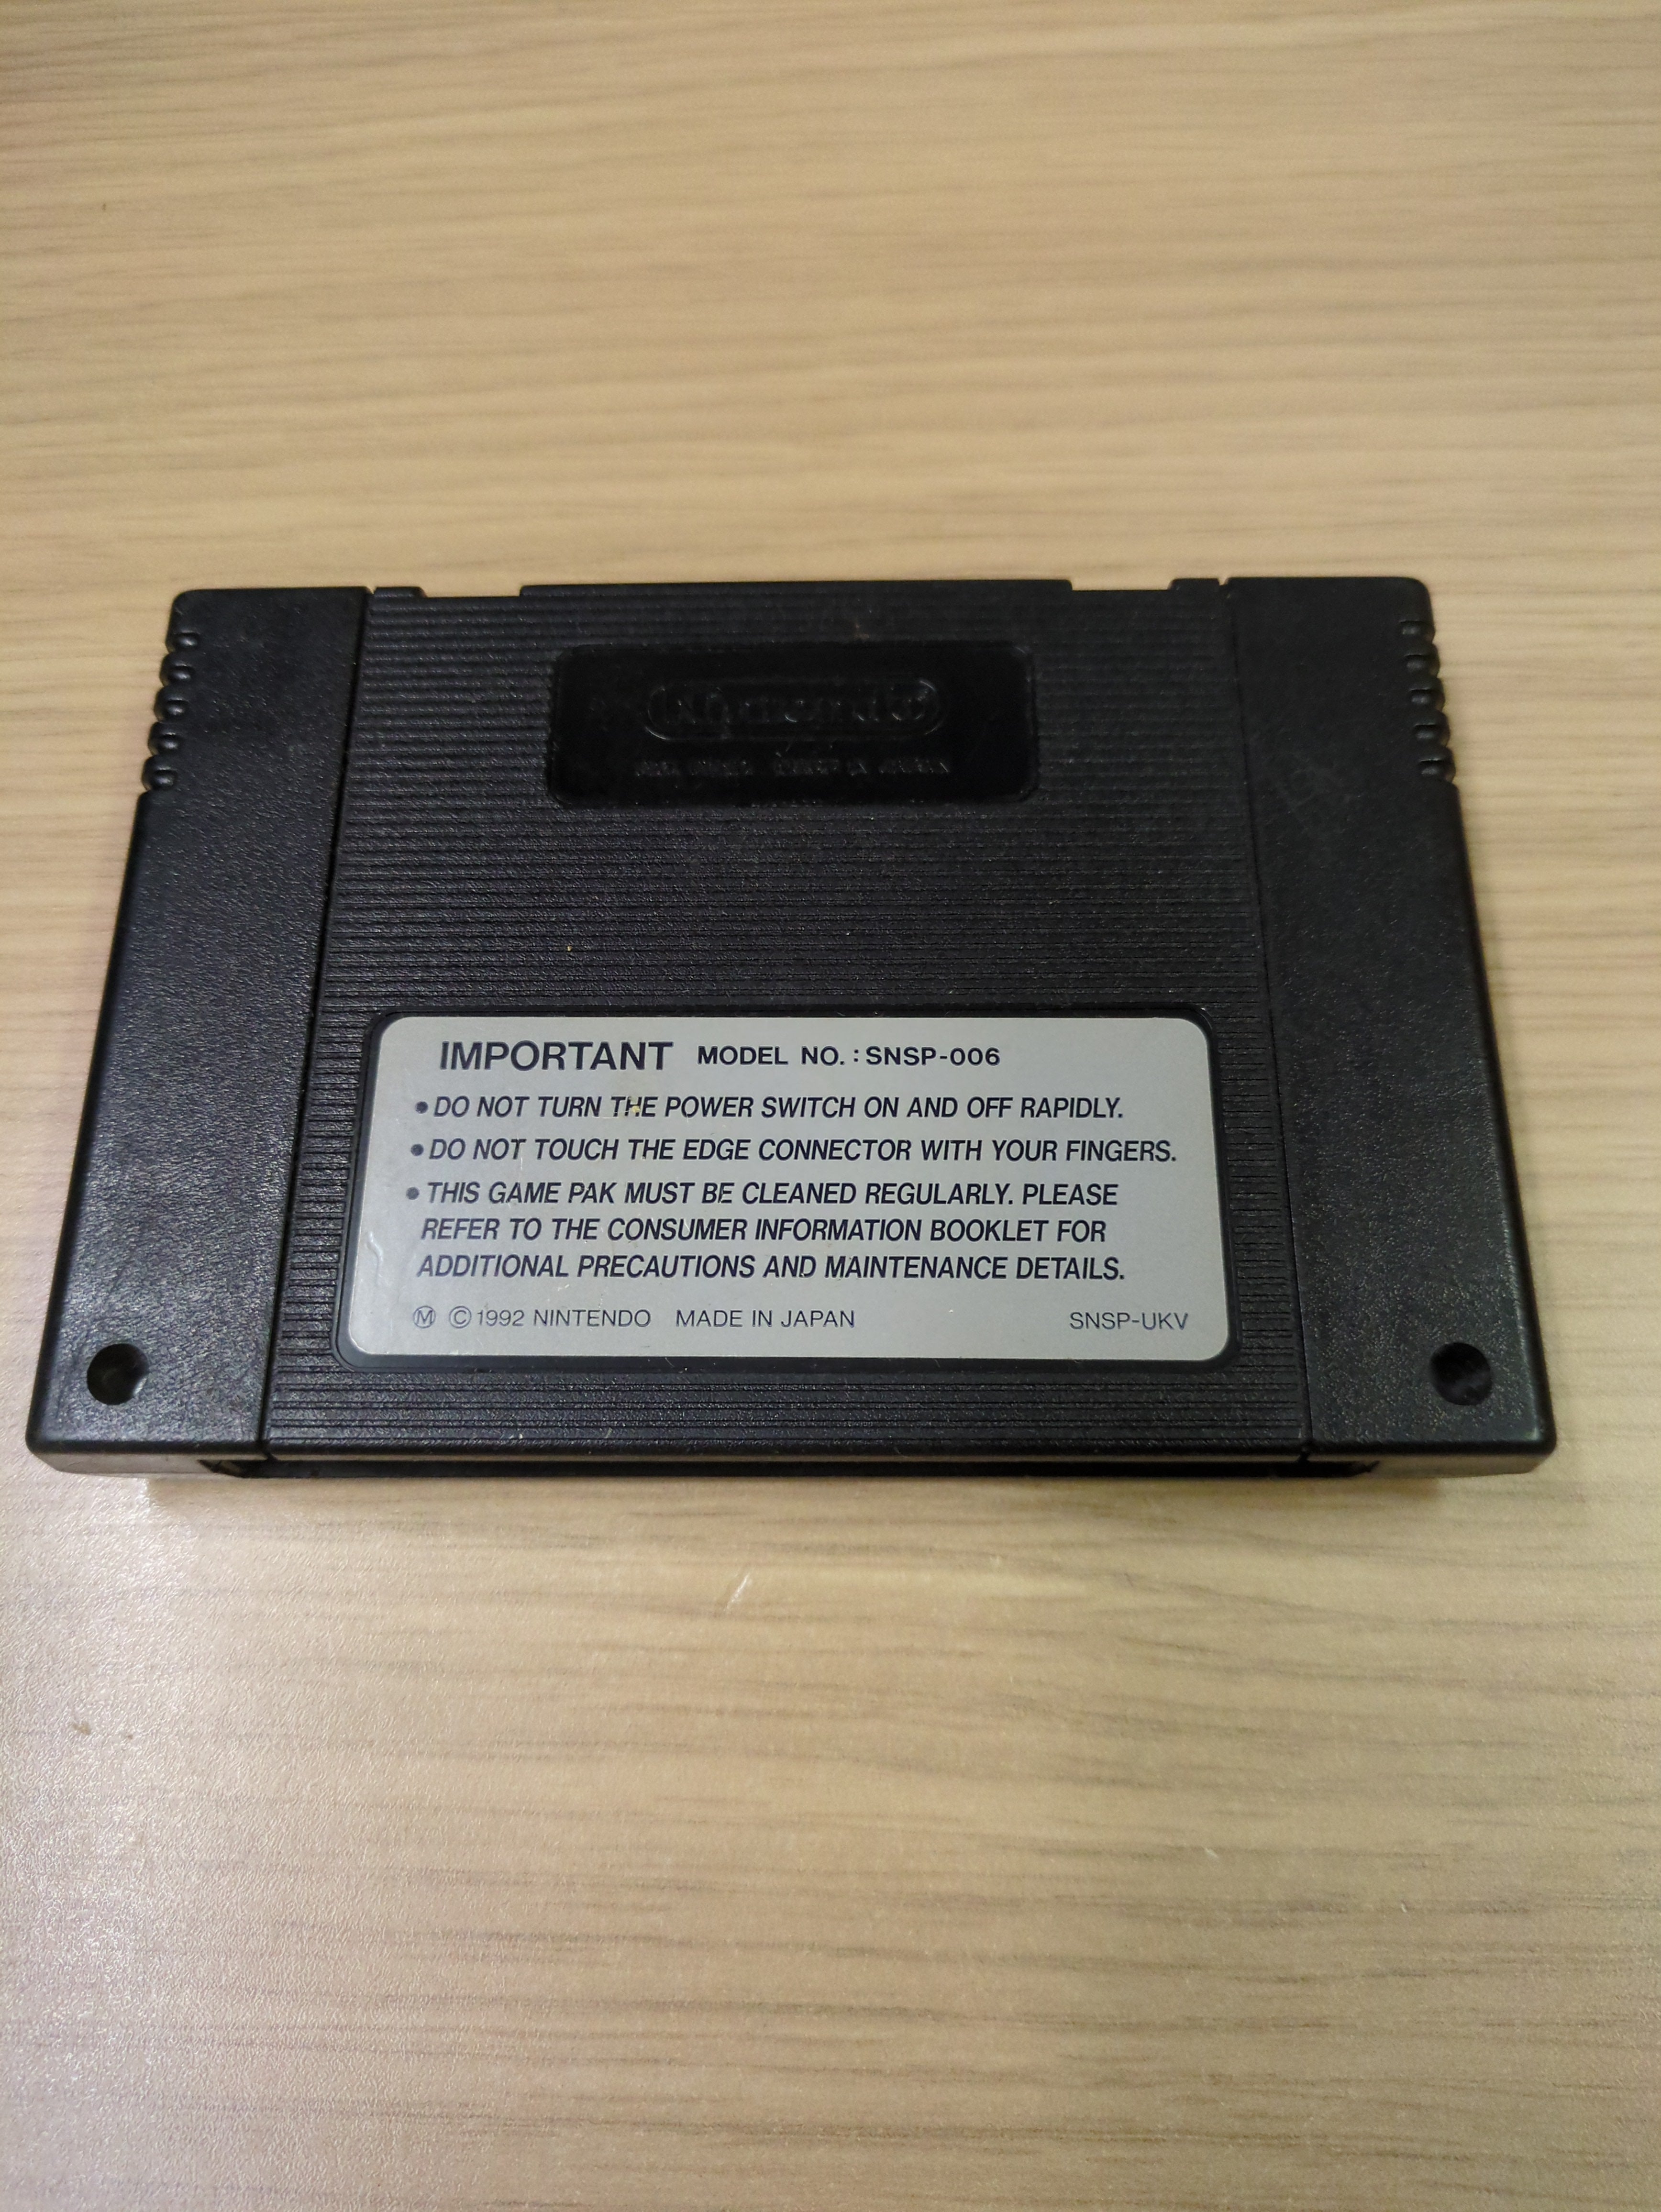 Nintendo
IMPORTANT MODEL NO.: SNSP-006
•DO NOT TURN THE POWER SWITCH ON AND OFF RAPIDLY.
•DO NOT TOUCH THE EDGE CONNECTOR WITH YOUR FINGERS.
•THIS GAME PAK MUST BE CLEANED REGULARLY. PLEASE
REFER TO THE CONSUMER INFORMATION BOOKLET FOR
ADDITIONAL PRECAUTIONS AND MAINTENANCE DETAILS.
Ⓜ ©1992 NINTENDO MADE IN JAPAN SNSP-UKV